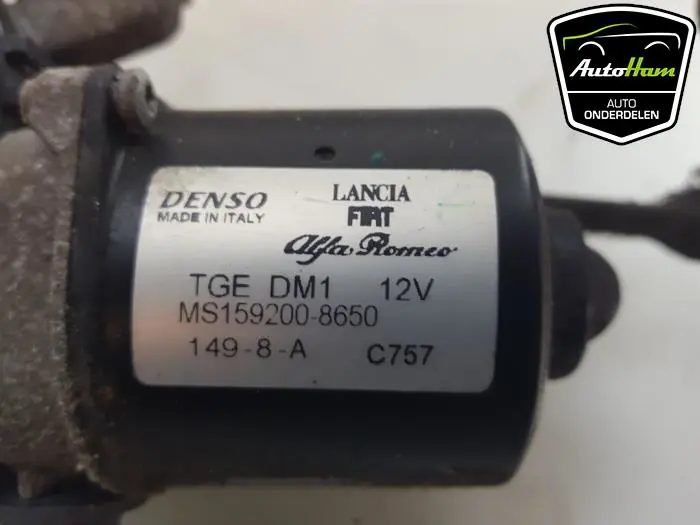 AutoHam
AUTO
ONDERDELEN
DENSO
MADE IN ITALY
LANCIA
FIAT
Alfa Romeo
TGE DM1 12V
MS159200-8650
149-8-A C757